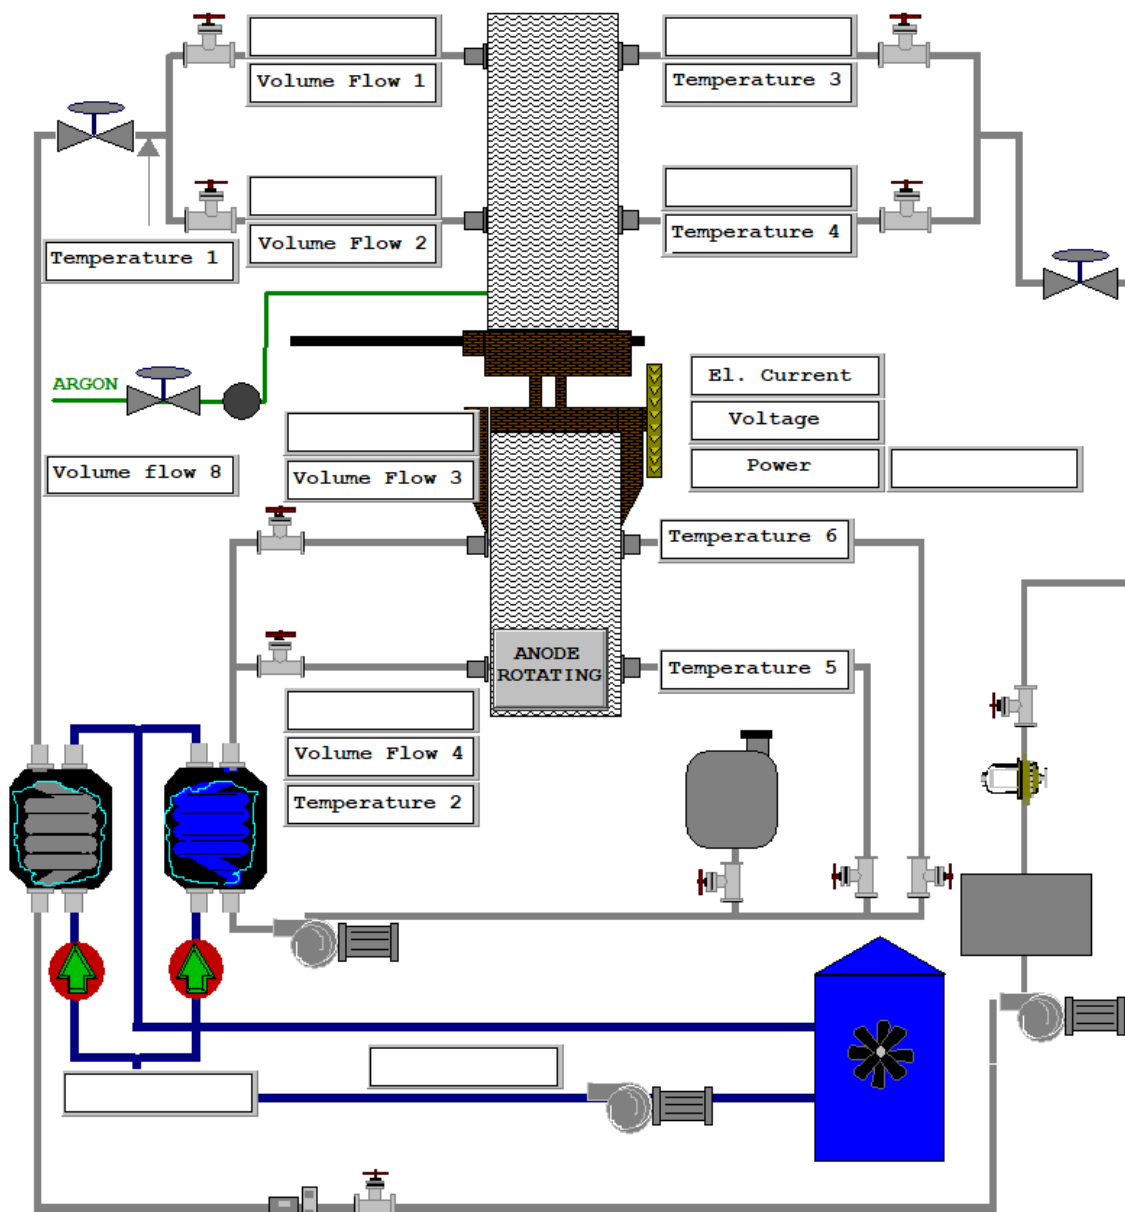 Volume Flow 1
Temperature 3
Volume Flow 2
Temperature 4
Temperature 1
ARGON
El. Current
Voltage
Volume flow 8
Volume Flow 3
Power
Temperature 6
ANODE
ROTATING
Temperature 5
Volume Flow 4
Temperature 2